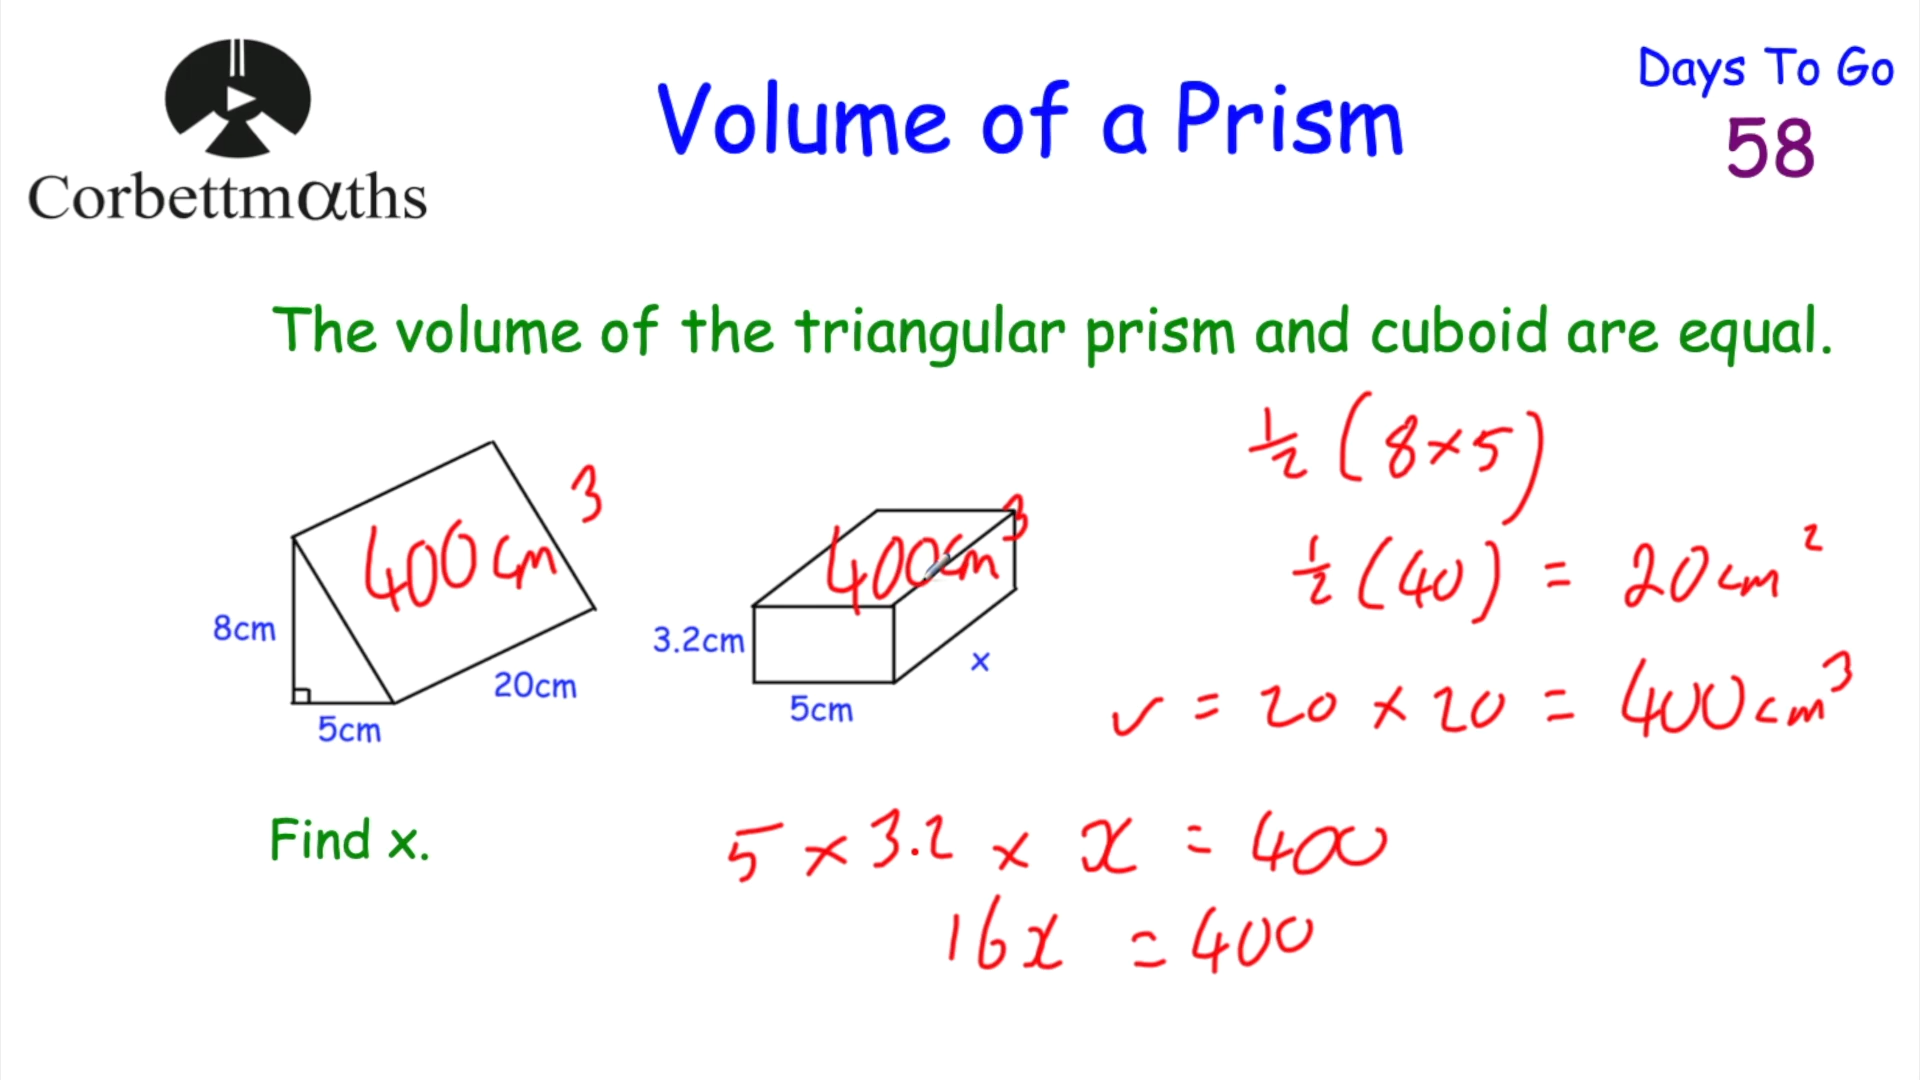 Corbettmαths
Volume of a Prism
Days To Go
58
The volume of the triangular prism and cuboid are equal.
400cm³
8cm
5cm
20cm
400cm³
3.2cm
5cm
x
½(8×5)
½(40) = 20cm²
v = 20 × 20 = 400cm³
Find x.
5 × 3.2 × x = 400
16x = 400